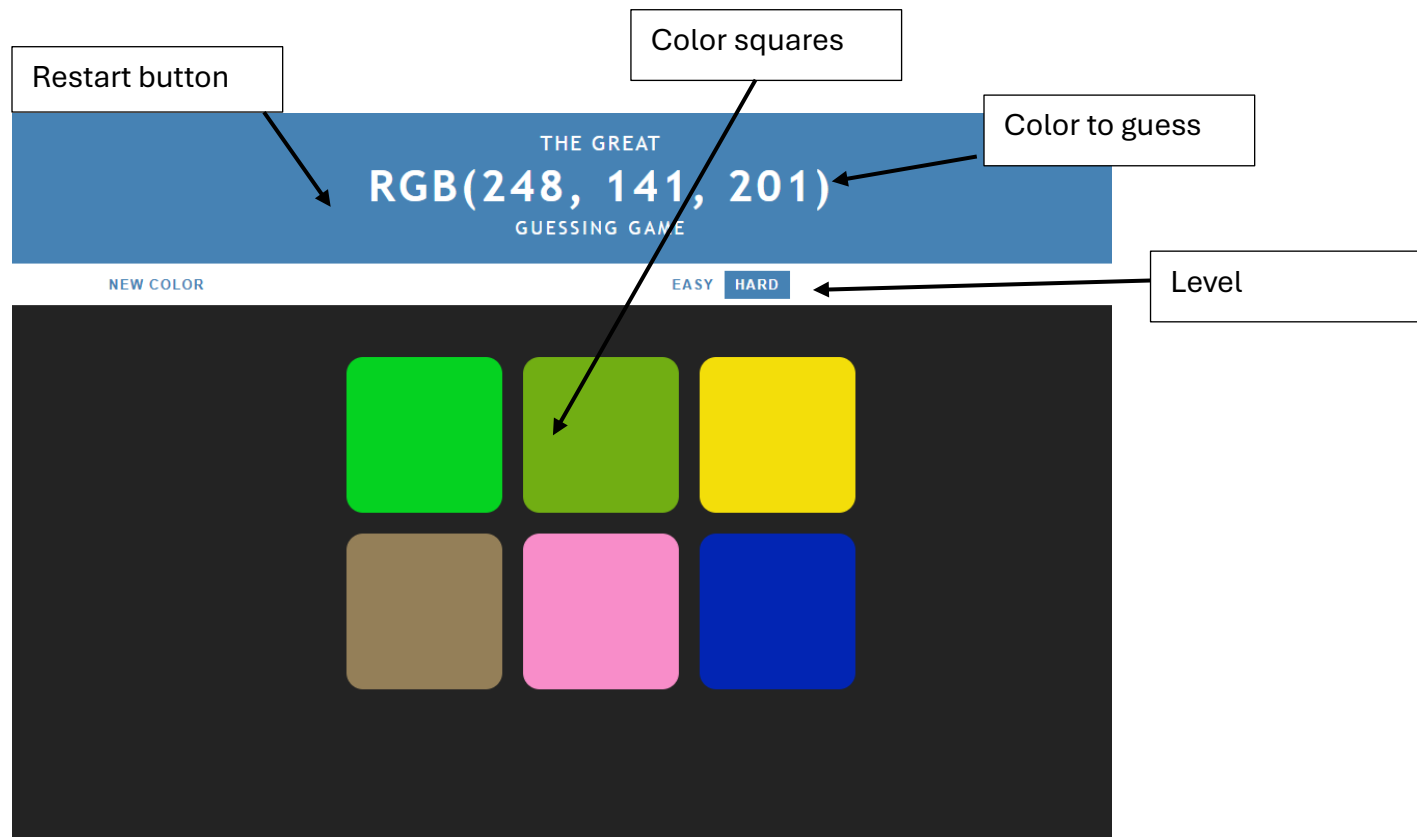 Color squares
Restart button
Color to guess
THE GREAT
RGB(248, 141, 201)
GUESSING GAME
Level
NEW COLOR
EASY HARD